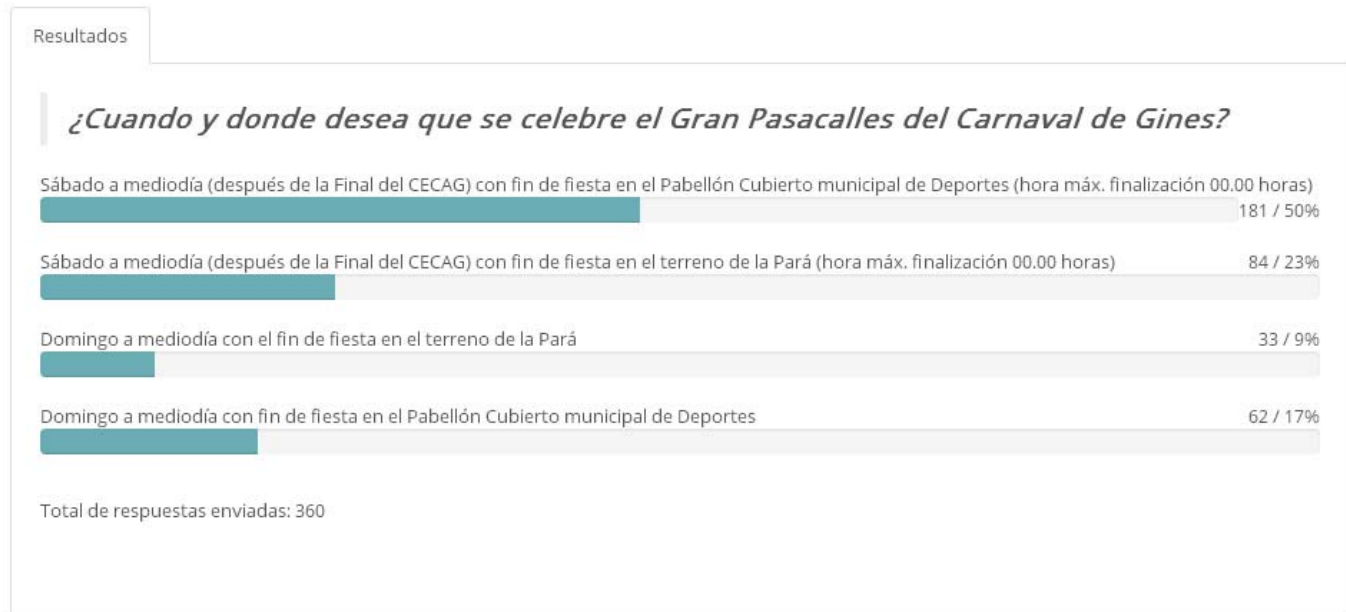 Resultados
¿Cuando y donde desea que se celebre el Gran Pasacalles del Carnaval de Gines?
Sábado a mediodía (después de la Final del CECAG) con fin de fiesta en el Pabellón Cubierto municipal de Deportes (hora máx. finalización 00.00 horas)
181 / 50%
Sábado a mediodía (después de la Final del CECAG) con fin de fiesta en el terreno de la Pará (hora máx. finalización 00.00 horas) 84 / 23%
Domingo a mediodía con el fin de fiesta en el terreno de la Pará 33 / 9%
Domingo a mediodía con fin de fiesta en el Pabellón Cubierto municipal de Deportes 62 / 17%
Total de respuestas enviadas: 360